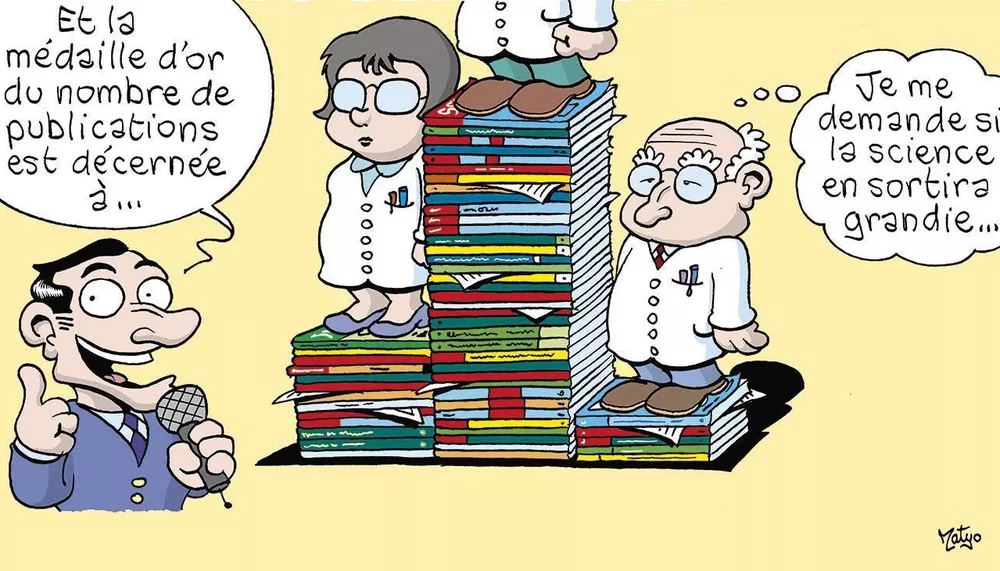 Et la
médaille d'or
du nombre de
publications
est décernée
à...
Je me
demande si
la science
en sortira
grandie...
Matyo